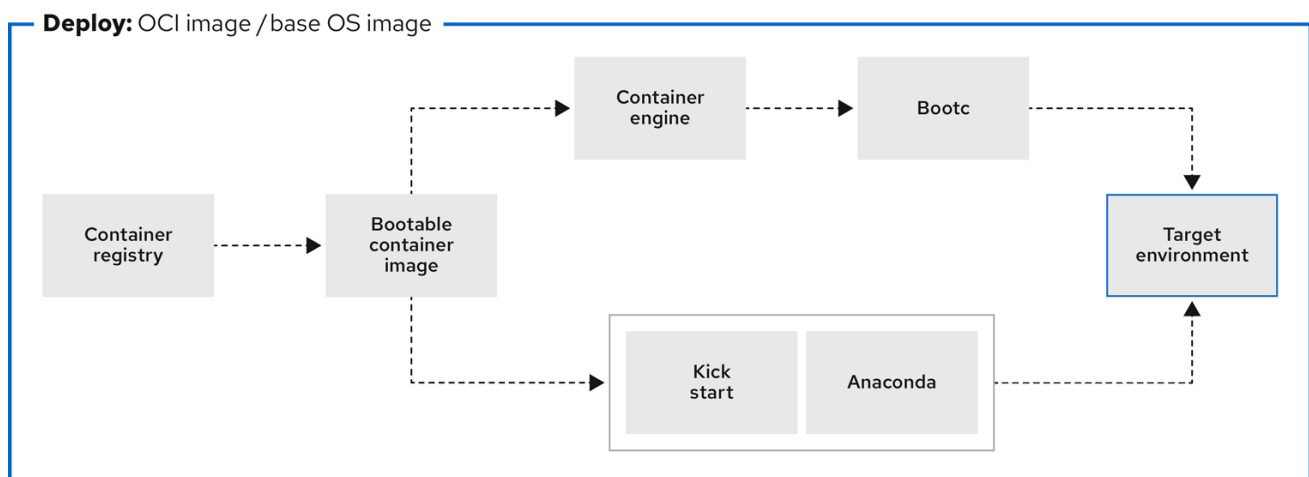 Deploy: OCI image / base OS image
Container
engine
Bootc
Container
registry
Bootable
container
image
Target
environment
Kick
start
Anaconda